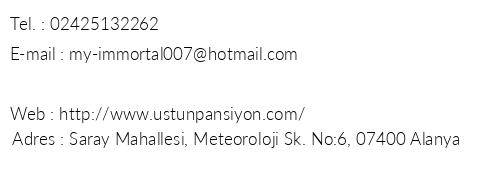 Tel. : 02425132262
E-mail : my-immortal007@hotmail.com
Web : http://www.ustunpansiyon.com/
Adres : Saray Mahallesi, Meteoroloji Sk. No:6, 07400 Alanya